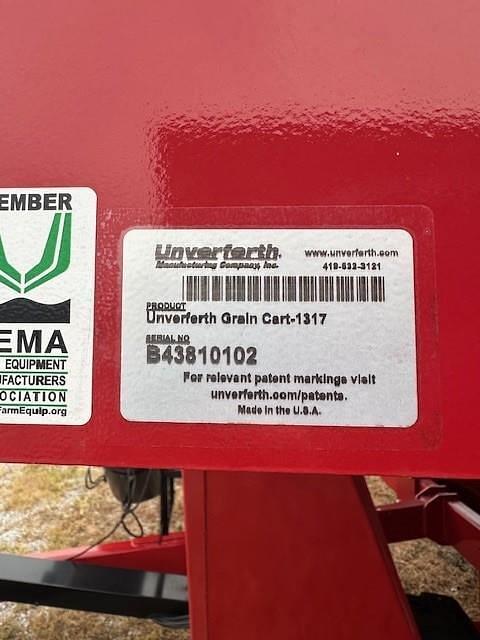 EMBER
EMA
EQUIPMENT
UFACTURERS
OCIATION
FarmEquip.org
Unverferth.
Manufacturing Company, Inc.
www.unverferth.com
419-532-3121
PRODUCT
Unverferth Grain Cart-1317
SERIAL NO
B43810102
For relevant patent markings visit
unverferth.com/patents.
Made in the U.S.A.